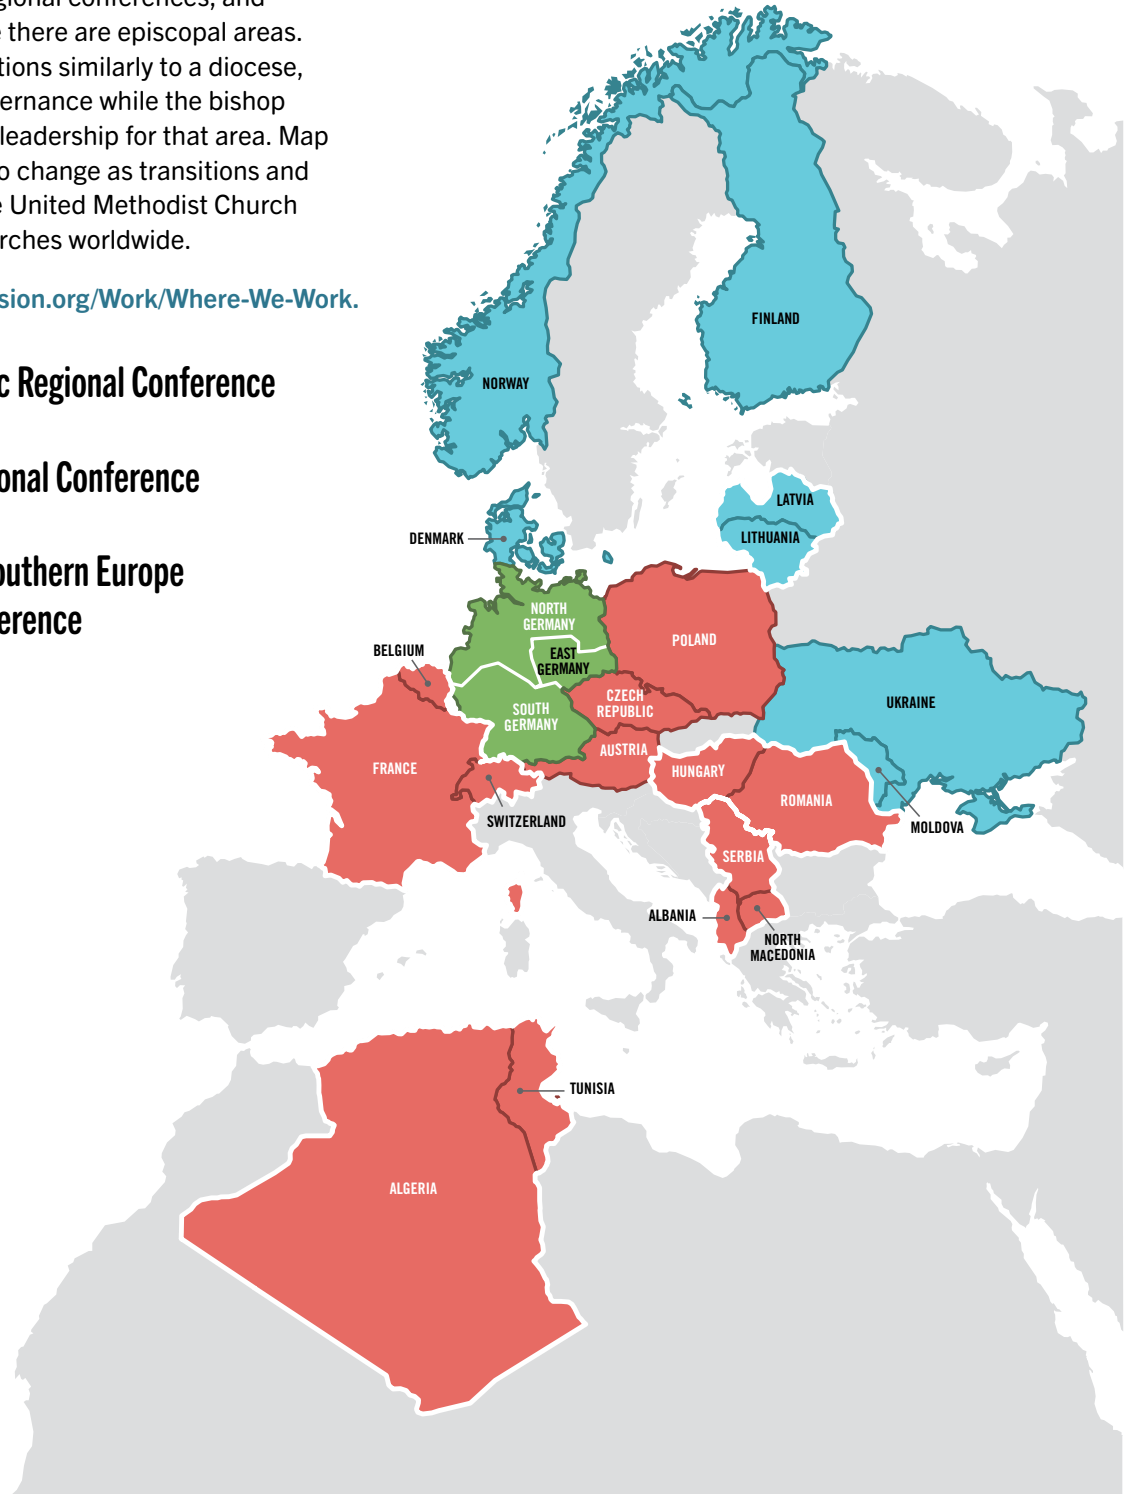 gional conferences, and
e there are episcopal areas.
tions similarly to a diocese,
ernance while the bishop
leadership for that area. Map
o change as transitions and
e United Methodist Church
rches worldwide.
sion.org/Work/Where-We-Work.
c Regional Conference
onal Conference
outhern Europe
erence
FINLAND
NORWAY
LATVIA
LITHUANIA
DENMARK
NORTH
GERMANY
POLAND
BELGIUM
EAST
GERMANY
CZECH
REPUBLIC
UKRAINE
SOUTH
GERMANY
AUSTRIA
FRANCE
HUNGARY
ROMANIA
SWITZERLAND
MOLDOVA
SERBIA
ALBANIA
NORTH
MACEDONIA
TUNISIA
ALGERIA